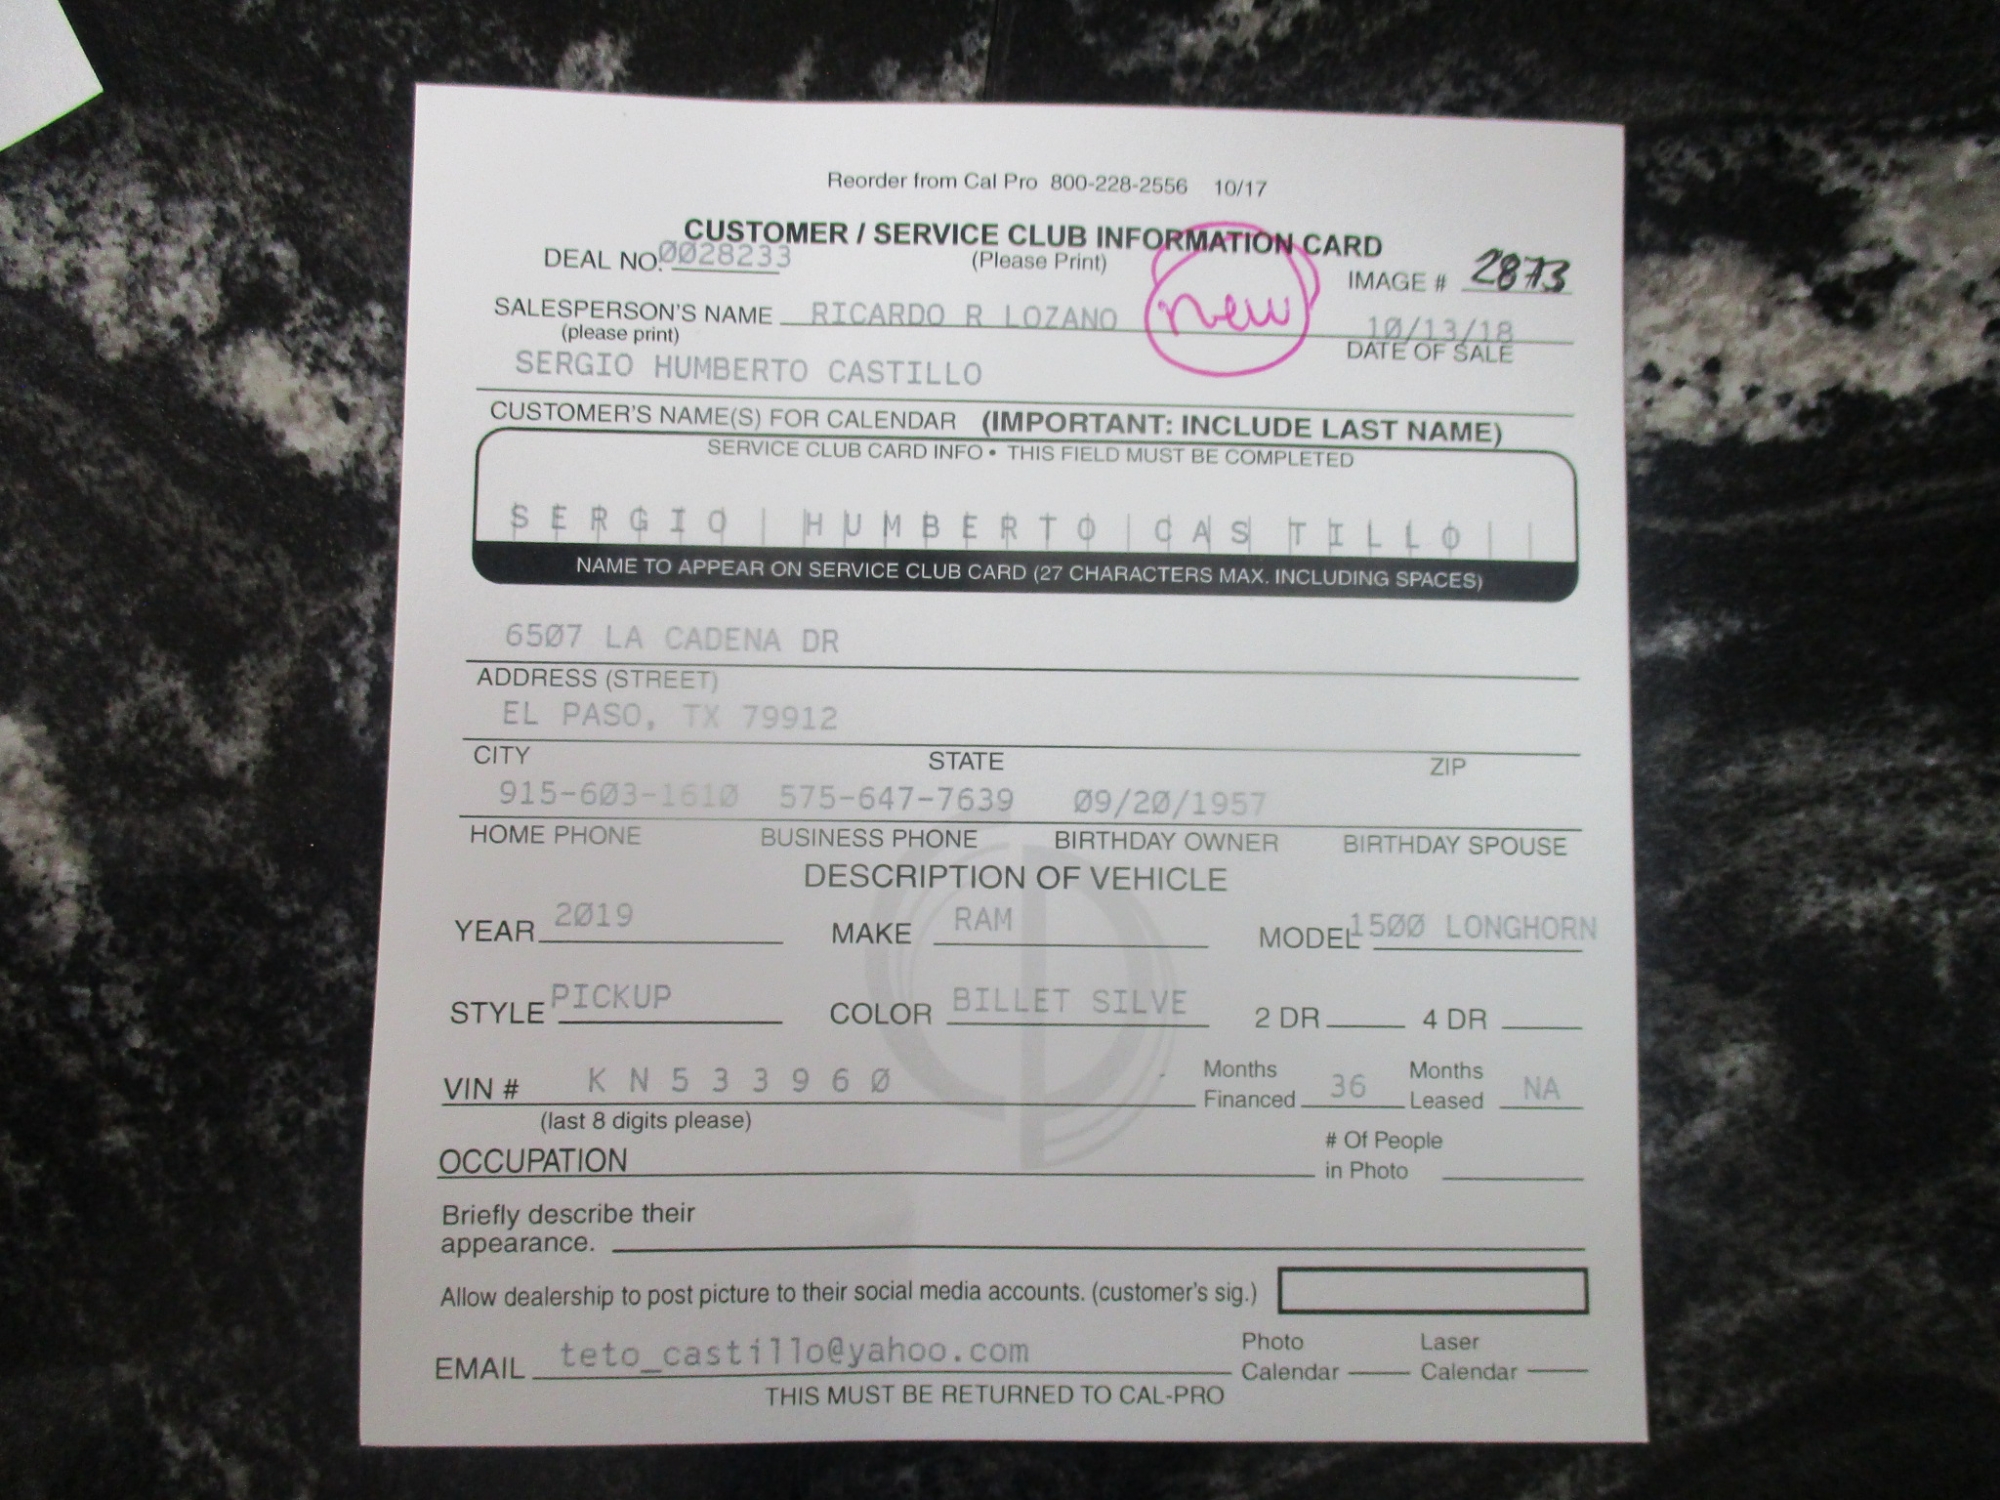 Reorder from Cal Pro 800-228-2556 10/17
CUSTOMER / SERVICE CLUB INFORMATION CARD
DEAL NO. 0028233 (Please Print) IMAGE # 2873
SALESPERSON'S NAME RICARDO R LOZANO new 10/13/18
(please print) DATE OF SALE
SERGIO HUMBERTO CASTILLO
CUSTOMER'S NAME(S) FOR CALENDAR (IMPORTANT: INCLUDE LAST NAME)
SERVICE CLUB CARD INFO • THIS FIELD MUST BE COMPLETED
SERGIO HUMBERTO CASTILLO
NAME TO APPEAR ON SERVICE CLUB CARD (27 CHARACTERS MAX. INCLUDING SPACES)
6507 LA CADENA DR
ADDRESS (STREET)
EL PASO, TX 79912
CITY STATE ZIP
915-603-1610 575-647-7639 09/20/1957
HOME PHONE BUSINESS PHONE BIRTHDAY OWNER BIRTHDAY SPOUSE
DESCRIPTION OF VEHICLE
YEAR 2019 MAKE RAM MODEL 1500 LONGHORN
STYLE PICKUP COLOR BILLET SILVE 2 DR 4 DR
VIN # KN533960 Months Financed 36 Months Leased NA
(last 8 digits please)
OCCUPATION # Of People in Photo
Briefly describe their
appearance.
Allow dealership to post picture to their social media accounts. (customer's sig.)
EMAIL teto_castillo@yahoo.com Photo Calendar Laser Calendar
THIS MUST BE RETURNED TO CAL-PRO